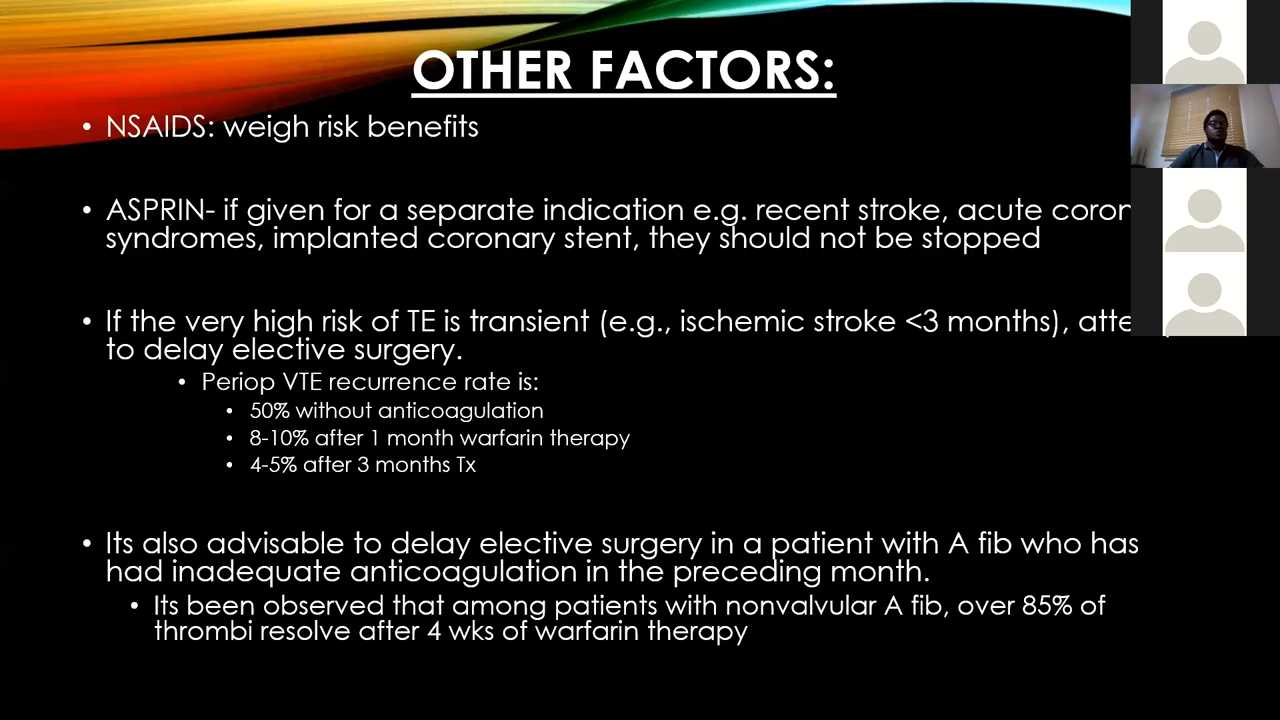 OTHER FACTORS:
• NSAIDS: weigh risk benefits
• ASPRIN- if given for a separate indication e.g. recent stroke, acute
syndromes, implanted coronary stent, they should not be stopped
• If the very high risk of TE is transient (e.g., ischemic stroke <3 months),
to delay elective surgery.
• Periop VTE recurrence rate is:
• 50% without anticoagulation
• 8-10% after 1 month warfarin therapy
• 4-5% after 3 months Tx
• Its also advisable to delay elective surgery in a patient with A fib who has
had inadequate anticoagulation in the preceding month.
• Its been observed that among patients with nonvalvular A fib, over 85% of
thrombi resolve after 4 wks of warfarin therapy